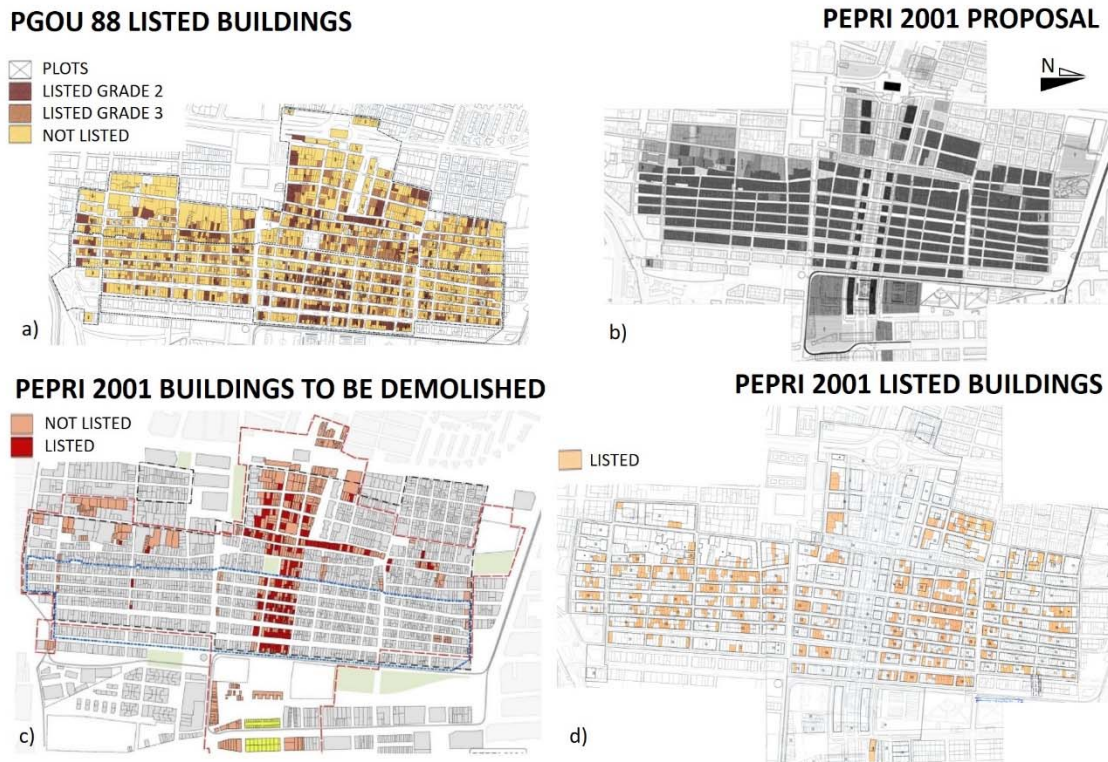 PGOU 88 LISTED BUILDINGS
PLOTS
LISTED GRADE 2
LISTED GRADE 3
NOT LISTED
a)
PEPRI 2001 PROPOSAL
N
b)
PEPRI 2001 BUILDINGS TO BE DEMOLISHED
NOT LISTED
LISTED
c)
PEPRI 2001 LISTED BUILDINGS
LISTED
d)